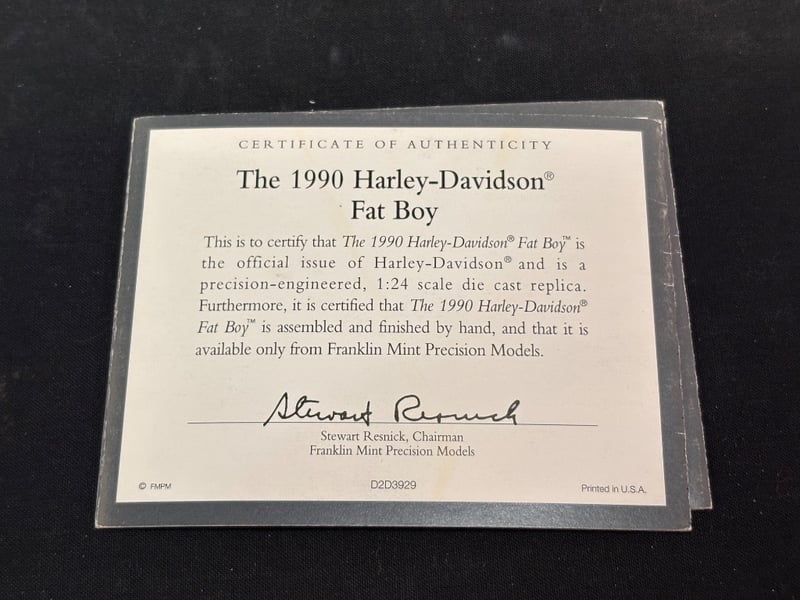 CERTIFICATE OF AUTHENTICITY
The 1990 Harley-Davidson®
Fat Boy
This is to certify that The 1990 Harley-Davidson® Fat Boy™ is
the official issue of Harley-Davidson® and is a
precision-engineered, 1:24 scale die cast replica.
Furthermore, it is certified that The 1990 Harley-Davidson®
Fat Boy™ is assembled and finished by hand, and that it is
available only from Franklin Mint Precision Models.
Stewart Resnick
Stewart Resnick, Chairman
Franklin Mint Precision Models
© FMPM
D2D3929
Printed in U.S.A.